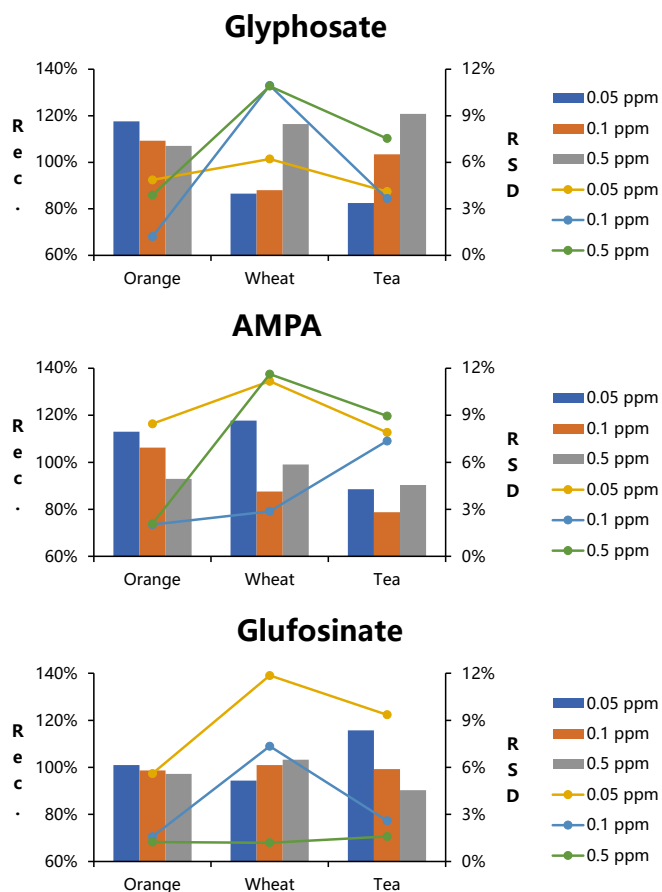 Glyphosate
140%
120%
100%
80%
60%
Rec.
12%
9%
6%
3%
0%
RSD
Orange
Wheat
Tea
0.05 ppm
0.1 ppm
0.5 ppm
0.05 ppm
0.1 ppm
0.5 ppm
AMPA
140%
120%
100%
80%
60%
Rec.
12%
9%
6%
3%
0%
RSD
Orange
Wheat
Tea
0.05 ppm
0.1 ppm
0.5 ppm
0.05 ppm
0.1 ppm
0.5 ppm
Glufosinate
140%
120%
100%
80%
60%
Rec.
12%
9%
6%
3%
0%
RSD
Orange
Wheat
Tea
0.05 ppm
0.1 ppm
0.5 ppm
0.05 ppm
0.1 ppm
0.5 ppm